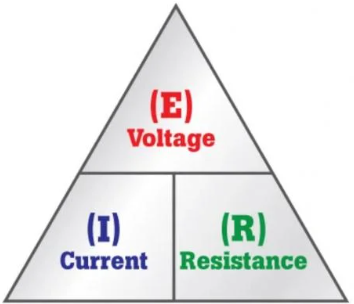 (E)
Voltage
(I)
Current
(R)
Resistance